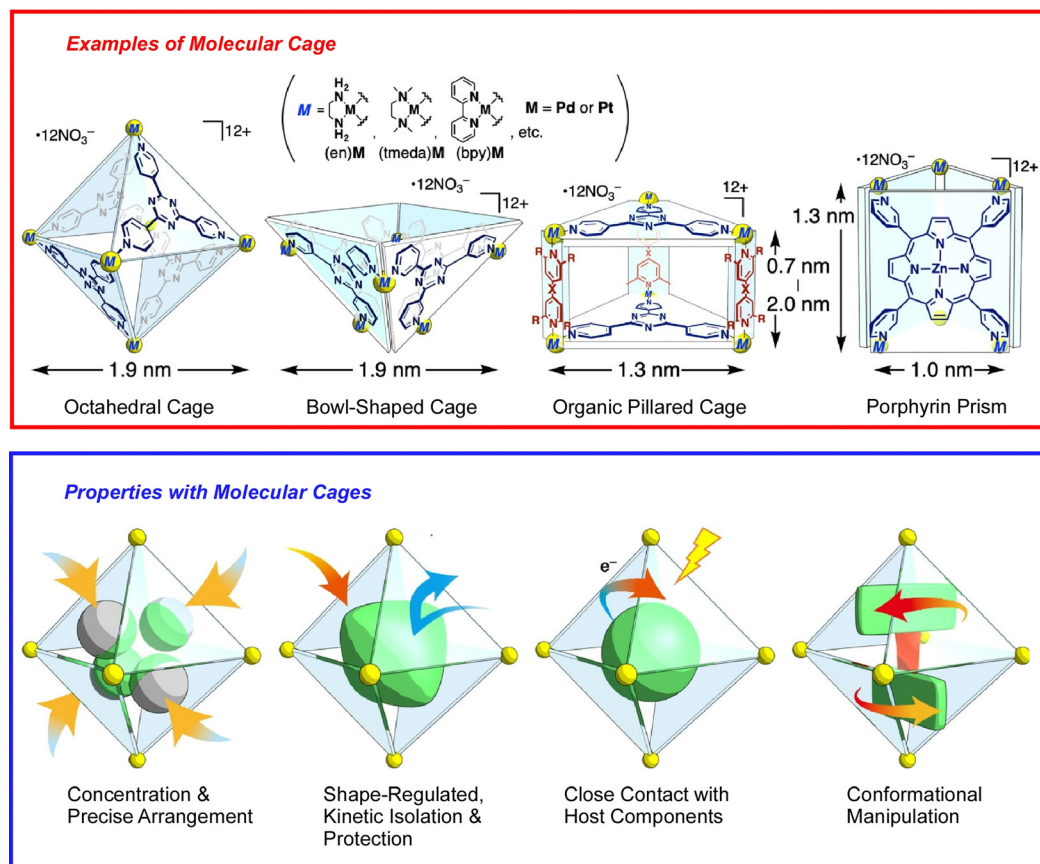 Examples of Molecular Cage
M = H2 N M N H2 , N M N , N M N , etc. M = Pd or Pt
(en)M (tmeda)M (bpy)M
•12NO3− 12+
•12NO3− 12+
•12NO3− 12+
•12NO3− 12+
1.9 nm
1.9 nm
0.7 nm
2.0 nm
1.3 nm
1.3 nm
Zn
1.0 nm
Octahedral Cage
Bowl-Shaped Cage
Organic Pillared Cage
Porphyrin Prism
Properties with Molecular Cages
e−
Concentration &
Precise Arrangement
Shape-Regulated,
Kinetic Isolation &
Protection
Close Contact with
Host Components
Conformational
Manipulation